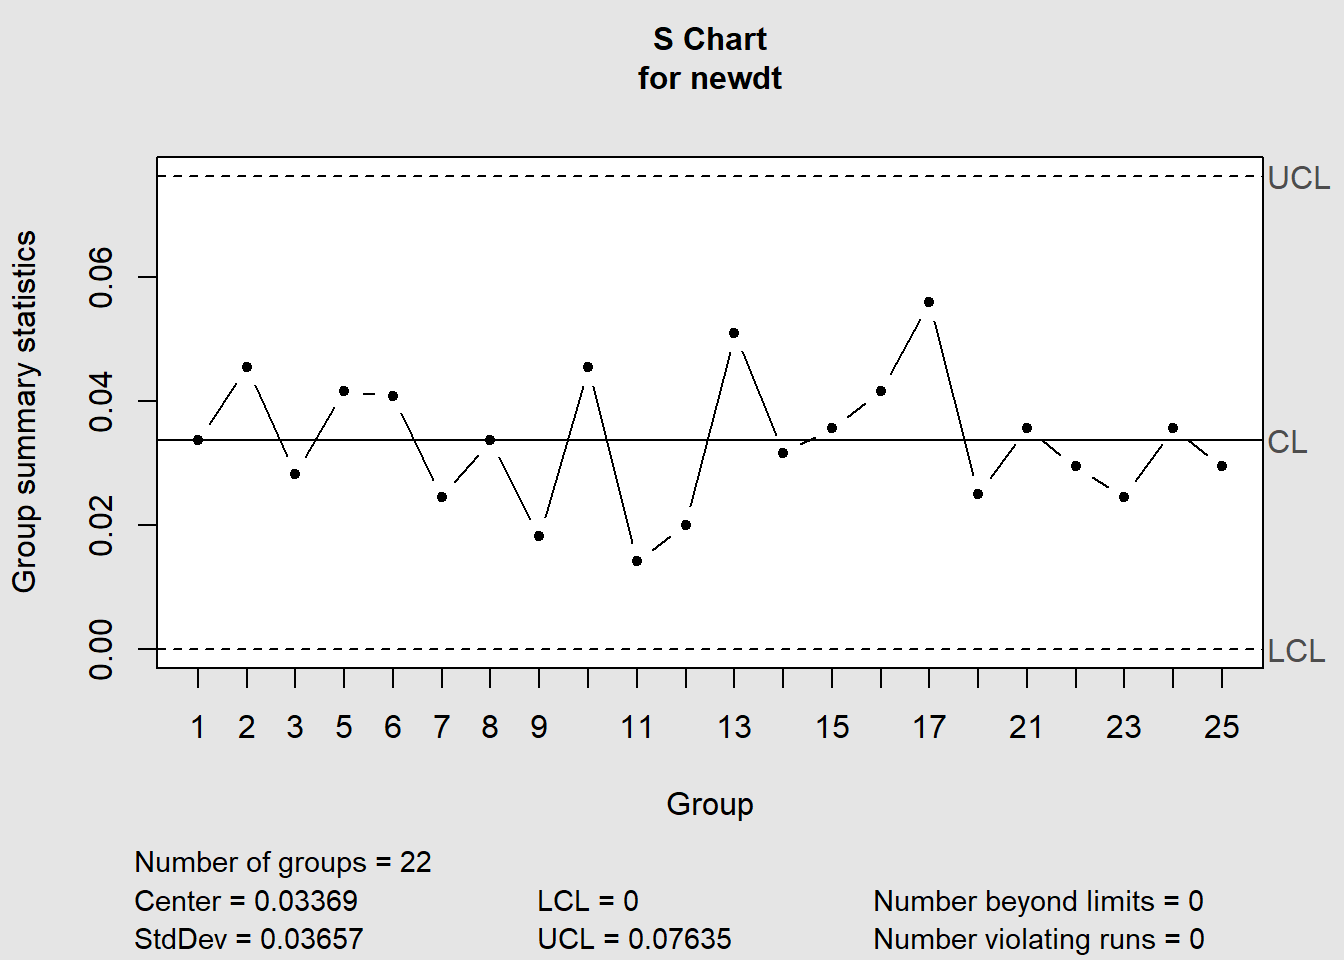 S Chart
for newdt
Group summary statistics
0.06
0.04
0.02
0.00
UCL
CL
LCL
1 2 3 5 6 7 8 9 11 13 15 17 21 23 25
Group
Number of groups = 22
Center = 0.03369 LCL = 0 Number beyond limits = 0
StdDev = 0.03657 UCL = 0.07635 Number violating runs = 0